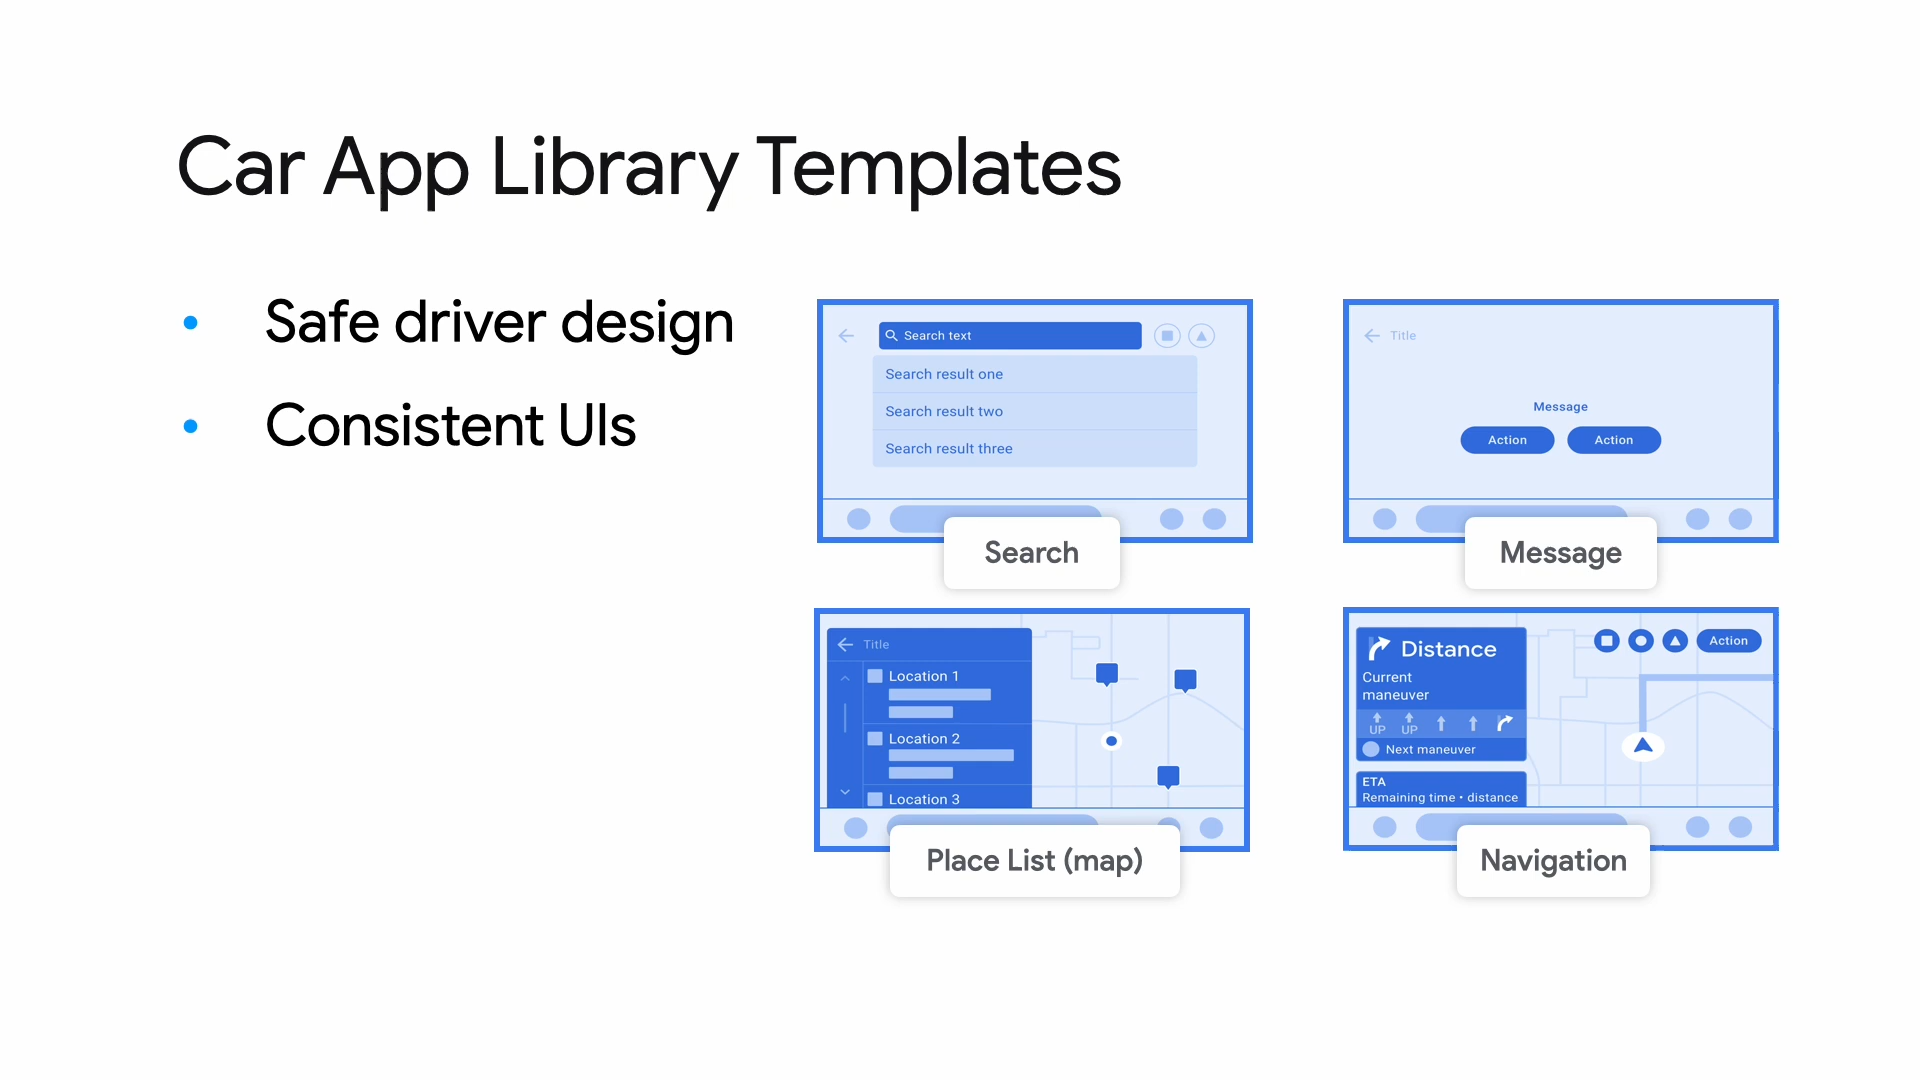 Car App Library Templates
• Safe driver design
• Consistent UIs
Search text
Search result one
Search result two
Search result three
Search
Title
Message
Action Action
Message
Title
Location 1
Location 2
Location 3
Place List (map)
Distance
Current
maneuver
UP UP
Next maneuver
ETA
Remaining time • distance
Action
Navigation